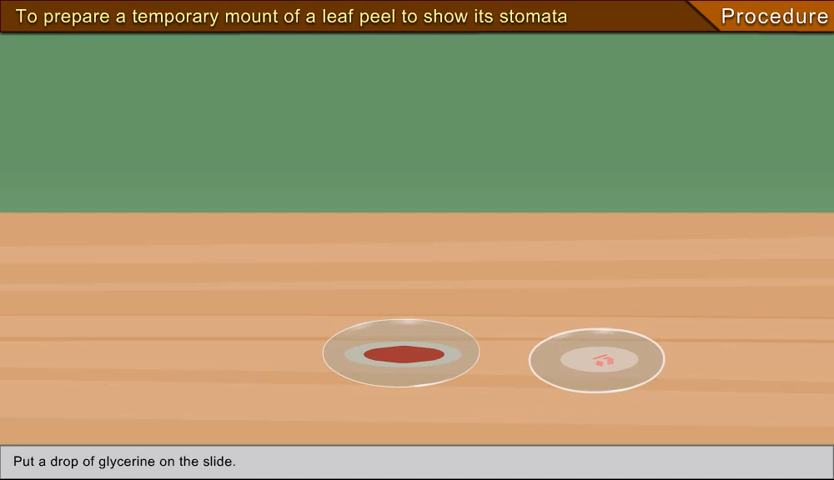 To prepare a temporary mount of a leaf peel to show its stomata
Procedure
Put a drop of glycerine on the slide.